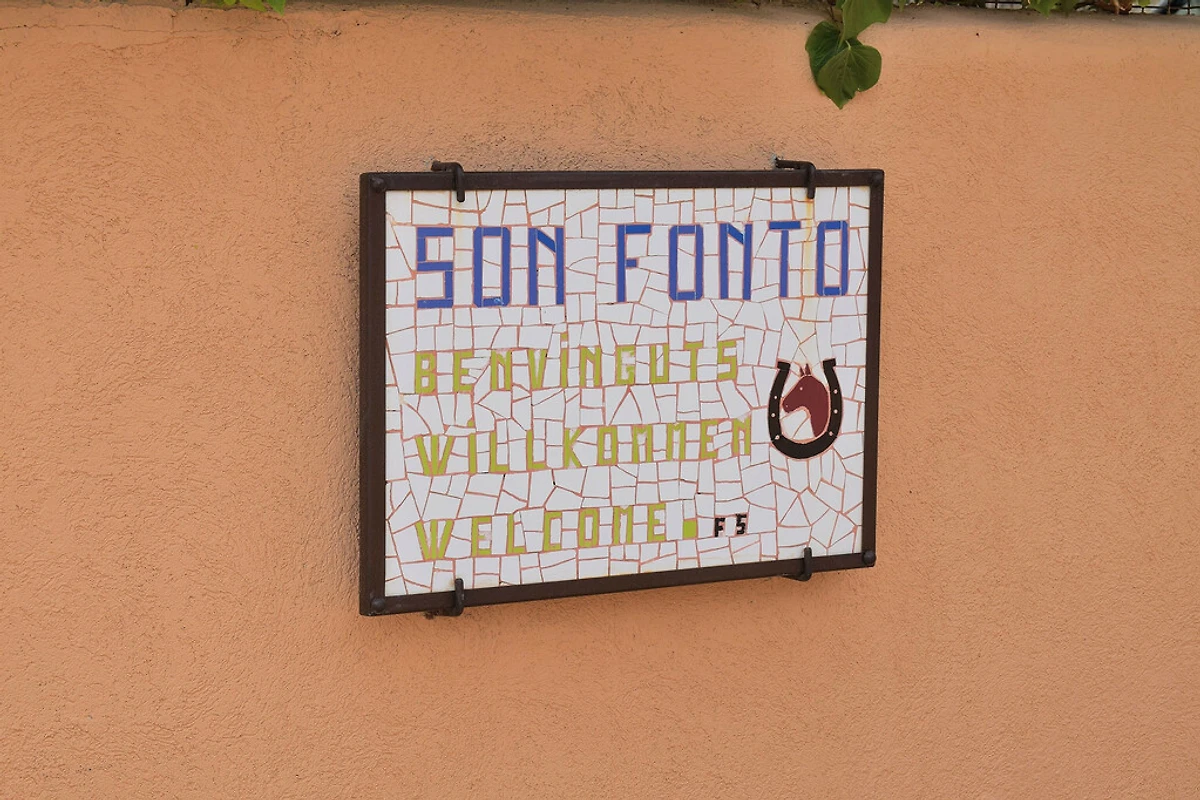 SON FONTO
BENViNGUTS
WiLLKOMMEN
WELCOME. FS